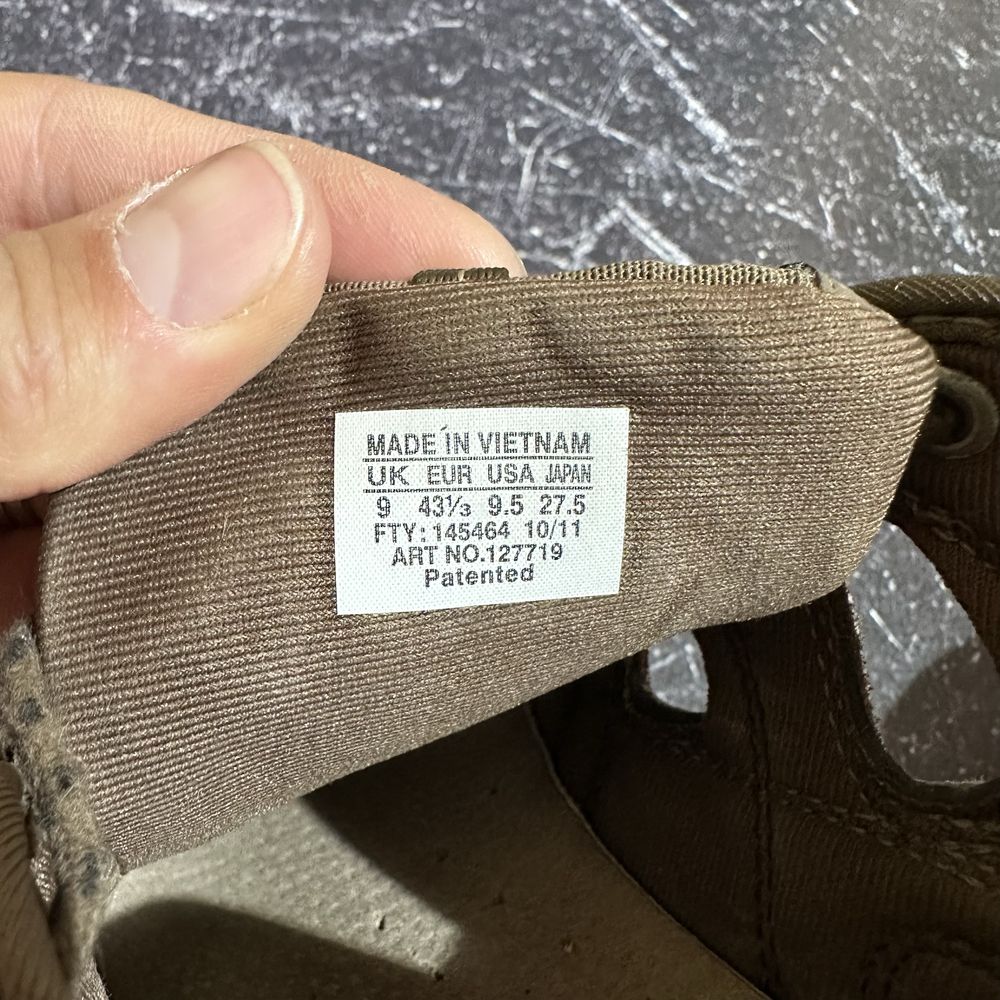 MADE IN VIETNAM
UK EUR USA JAPAN
9 43⅓ 9.5 27.5
FTY: 145464 10/11
ART NO.127719
Patented